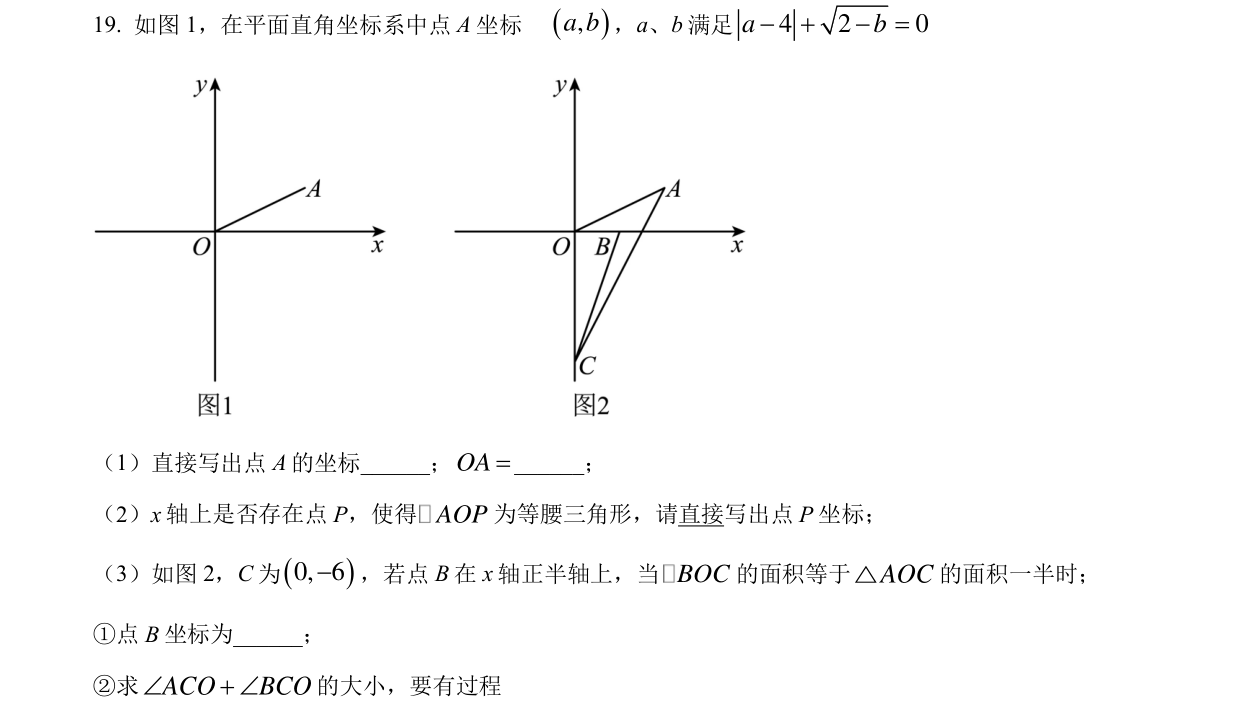 19. 如图 1，在平面直角坐标系中点 A 坐标 (a,b)，a、b 满足|a−4|+√(2−b)=0
y y
A A
O x O B x
C
图1 图2
（1）直接写出点 A 的坐标______；OA=______；
（2）x 轴上是否存在点 P，使得□AOP 为等腰三角形，请直接写出点 P 坐标；
（3）如图 2，C 为(0,−6)，若点 B 在 x 轴正半轴上，当□BOC 的面积等于△AOC 的面积一半时；
①点 B 坐标为______；
②求∠ACO+∠BCO 的大小，要有过程